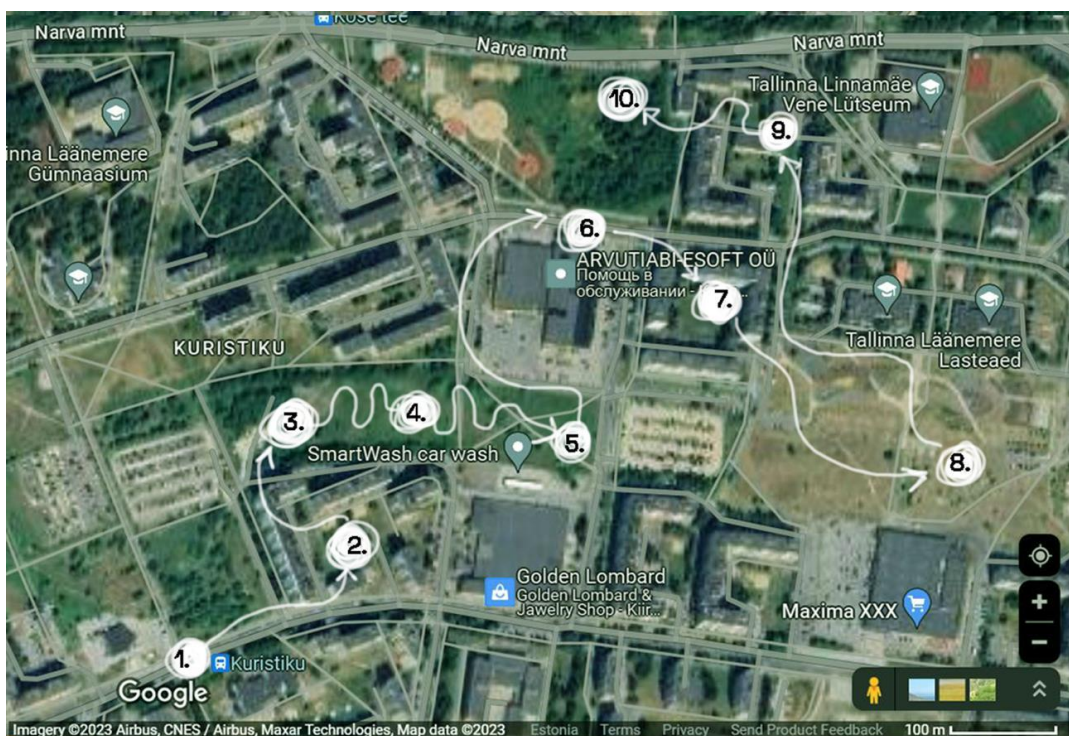 Kose tee
Narva mnt
Narva mnt
Narva mnt
10.
Tallinna Linnamäe
Vene Lütseum
9.
inna Läänemere
Gümnaasium
6.
ARVUTIABI ESOFT OÜ
Помощь в
обслуживании -
7.
KURISTIKU
Tallinna Läänemere
Lasteaed
3.
4.
5.
SmartWash car wash
8.
2.
Golden Lombard
Golden Lombard &
Jawelry Shop - Kiir...
Maxima XXX
1.
Kuristiku
Google
Imagery ©2023 Airbus, CNES / Airbus, Maxar Technologies, Map data ©2023 Estonia Terms Privacy Send Product Feedback 100 m